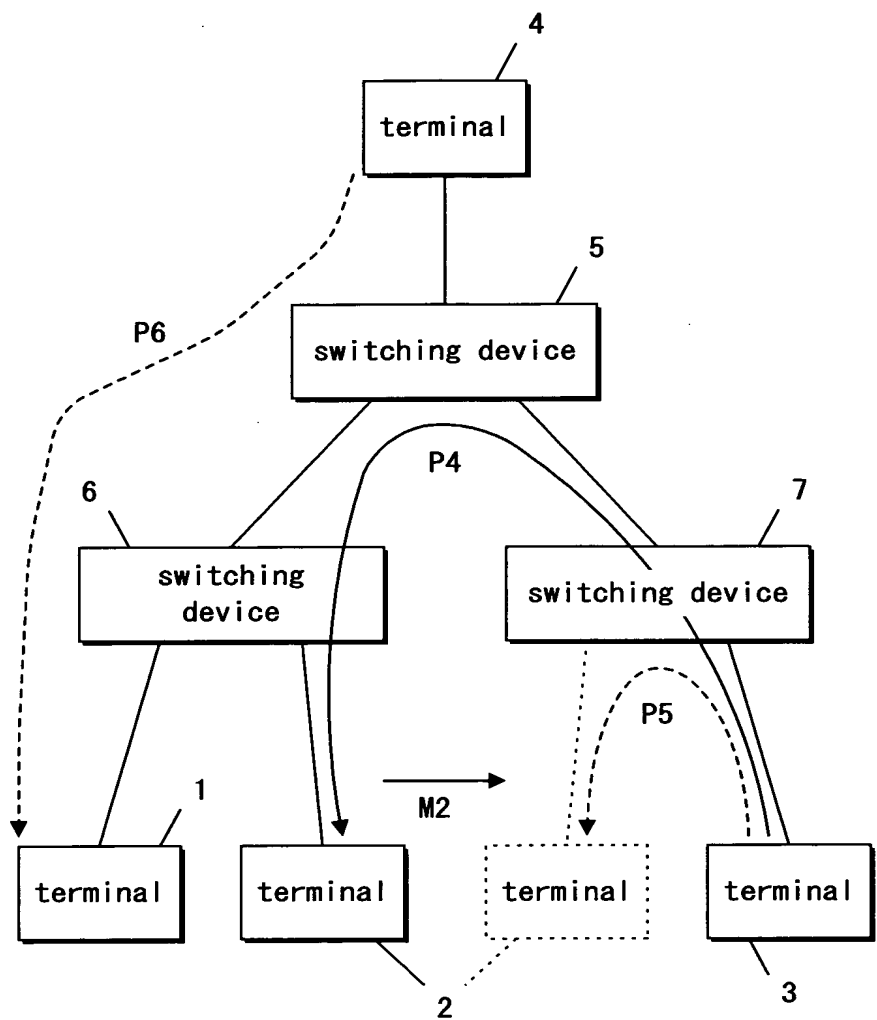 4
terminal
5
switching device
P6
P4
6
7
switching
device
switching device
P5
1
M2
terminal
terminal
terminal
terminal
2
3